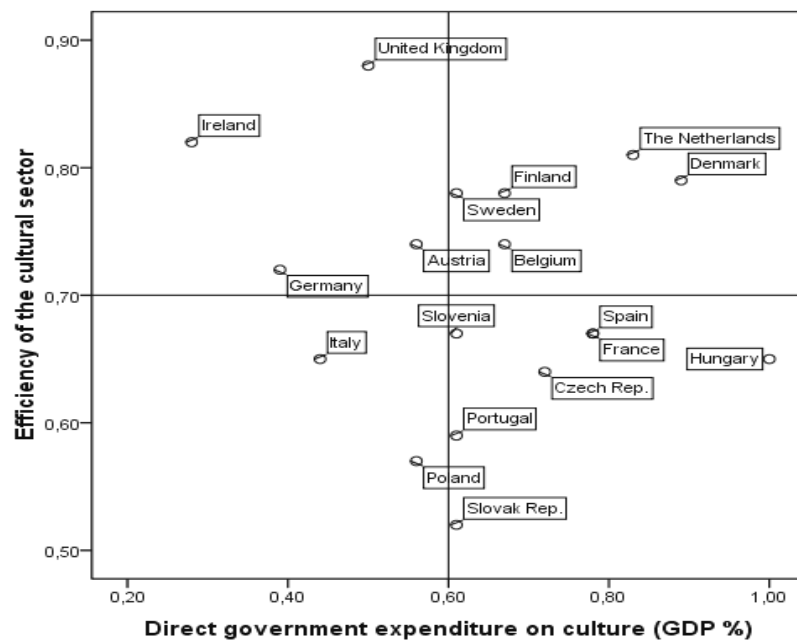 0,90
0,80
0,70
0,60
0,50
Efficiency of the cultural sector
United Kingdom
Ireland
The Netherlands
Denmark
Finland
Sweden
Austria
Belgium
Germany
Slovenia
Spain
Italy
France
Hungary
Czech Rep.
Portugal
Poland
Slovak Rep.
0,20
0,40
0,60
0,80
1,00
Direct government expenditure on culture (GDP %)